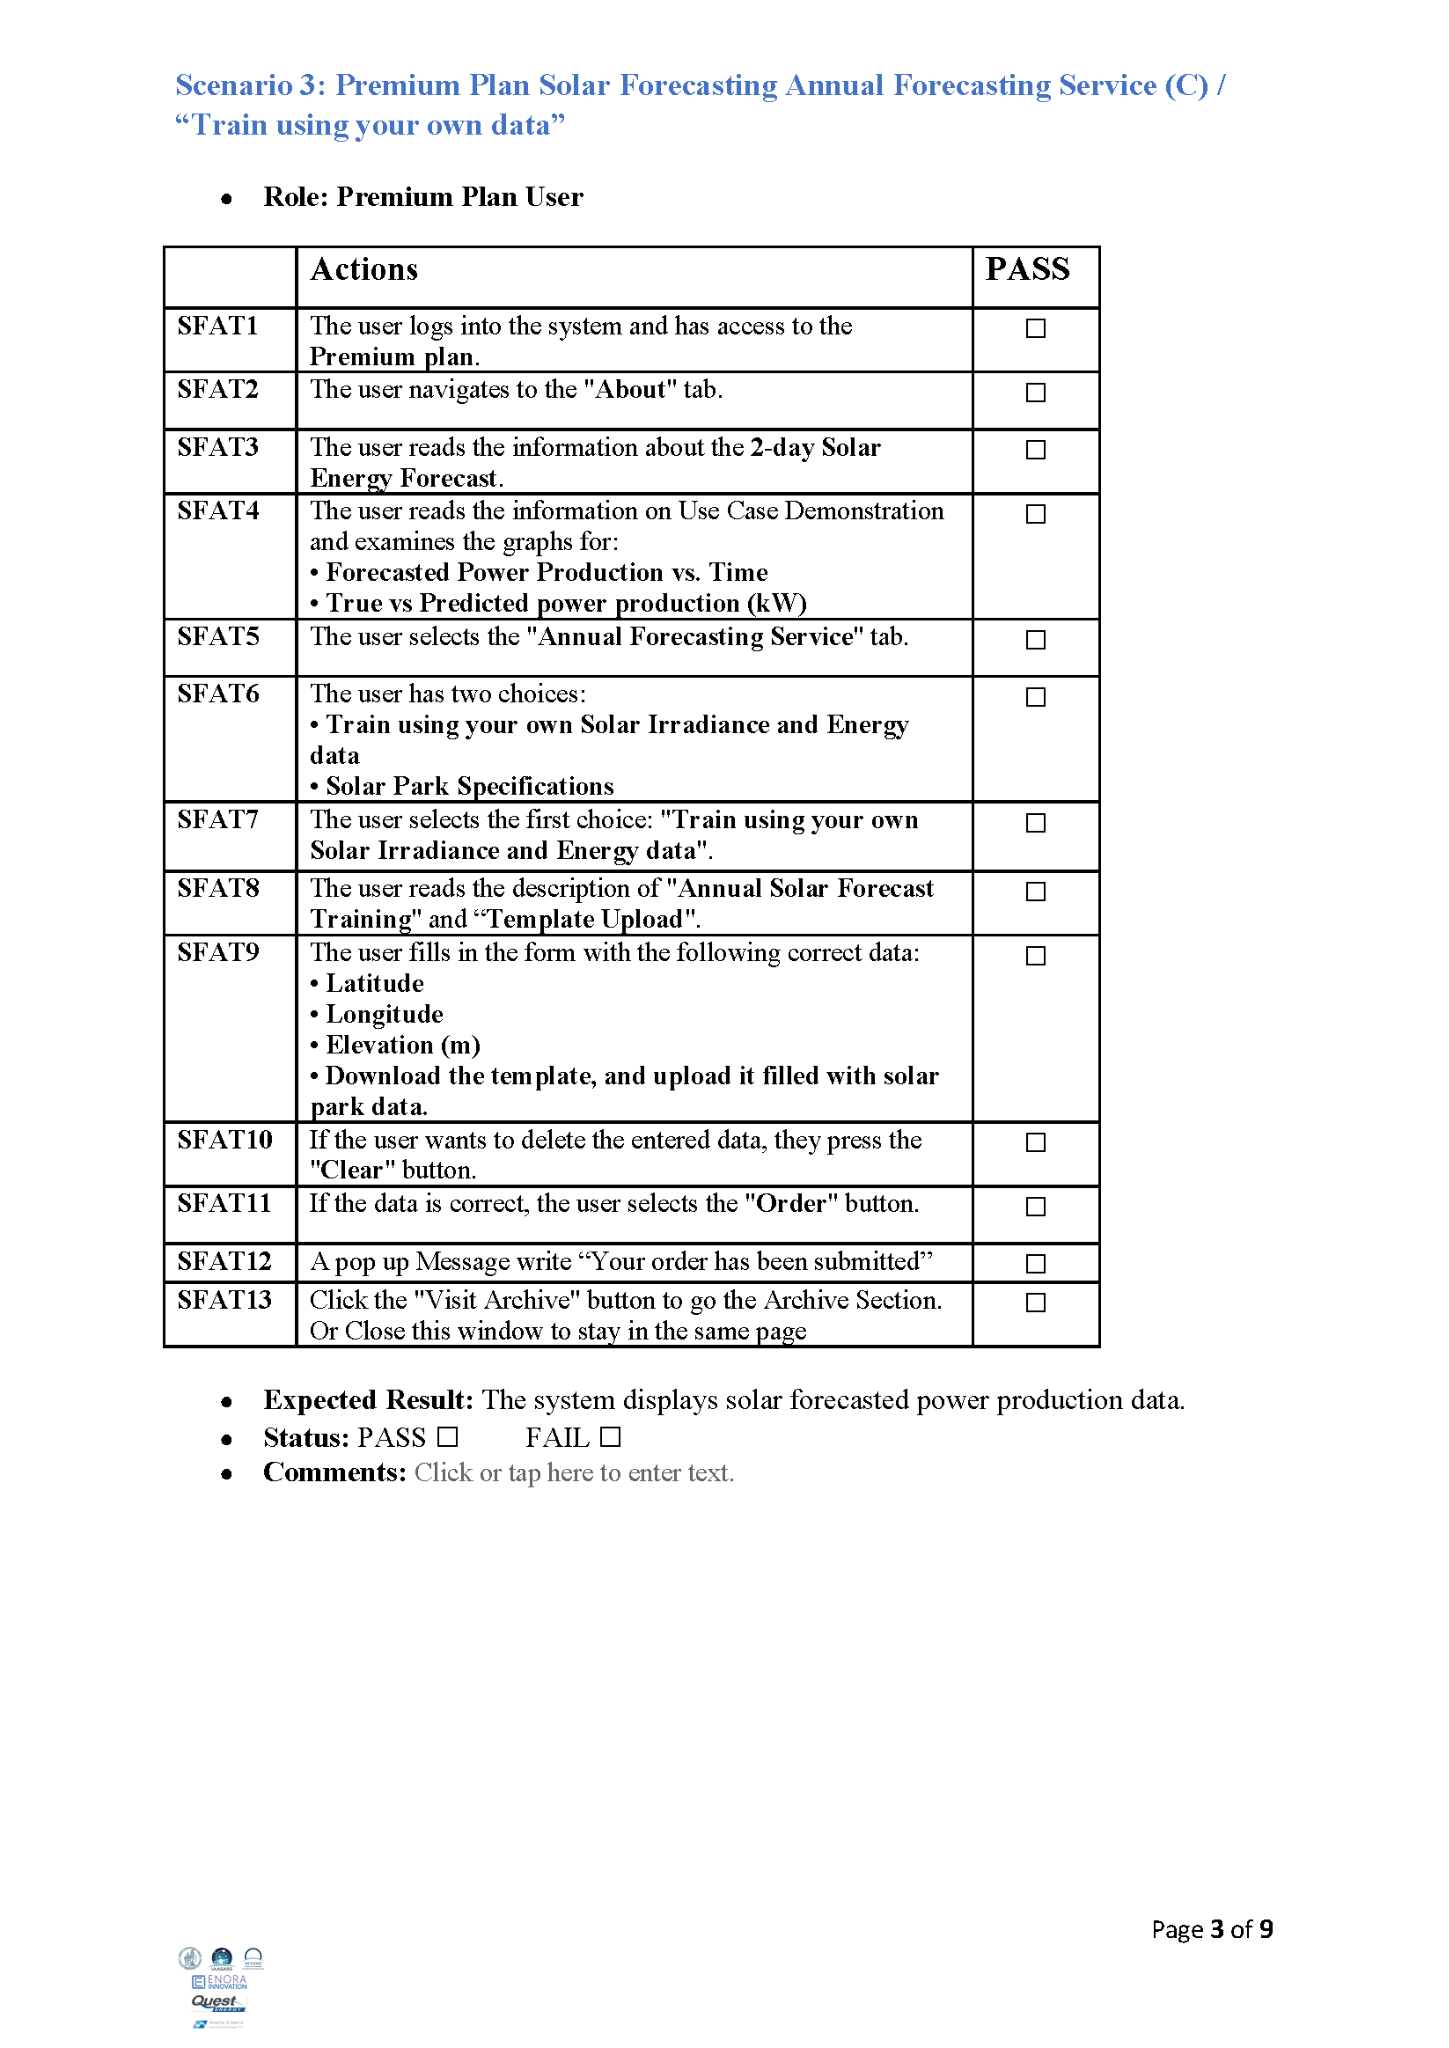 Scenario 3: Premium Plan Solar Forecasting Annual Forecasting Service (C) /
“Train using your own data”
• Role: Premium Plan User
Actions PASS
SFAT1 The user logs into the system and has access to the ☐
Premium plan.
SFAT2 The user navigates to the "About" tab. ☐
SFAT3 The user reads the information about the 2-day Solar ☐
Energy Forecast.
SFAT4 The user reads the information on Use Case Demonstration ☐
and examines the graphs for:
• Forecasted Power Production vs. Time
• True vs Predicted power production (kW)
SFAT5 The user selects the "Annual Forecasting Service" tab. ☐
SFAT6 The user has two choices: ☐
• Train using your own Solar Irradiance and Energy
data
• Solar Park Specifications
SFAT7 The user selects the first choice: "Train using your own ☐
Solar Irradiance and Energy data".
SFAT8 The user reads the description of "Annual Solar Forecast ☐
Training" and “Template Upload".
SFAT9 The user fills in the form with the following correct data: ☐
• Latitude
• Longitude
• Elevation (m)
• Download the template, and upload it filled with solar
park data.
SFAT10 If the user wants to delete the entered data, they press the ☐
"Clear" button.
SFAT11 If the data is correct, the user selects the "Order" button. ☐
SFAT12 A pop up Message write “Your order has been submitted” ☐
SFAT13 Click the "Visit Archive" button to go the Archive Section. ☐
Or Close this window to stay in the same page
• Expected Result: The system displays solar forecasted power production data.
• Status: PASS ☐ FAIL ☐
• Comments: Click or tap here to enter text.
Page 3 of 9
ENORA
INNOVATION
Quest
ENERGY